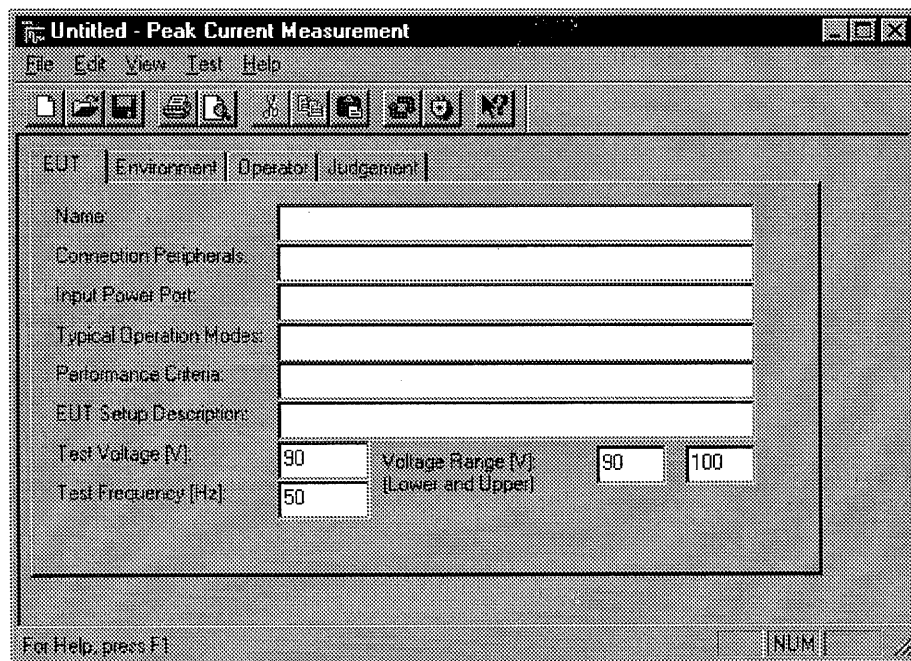 Untitled - Peak Current Measurement
File Edit View Test Help
EUT Environment Operator Judgement
Name:
Connection Peripherals:
Input Power Port:
Typical Operation Modes:
Performance Criteria:
EUT Setup Description:
Test Voltage [V]: 90 Voltage Range [V]: 90 100
[Lower and Upper]
Test Frequency [Hz]: 50
For Help, press F1 NUM